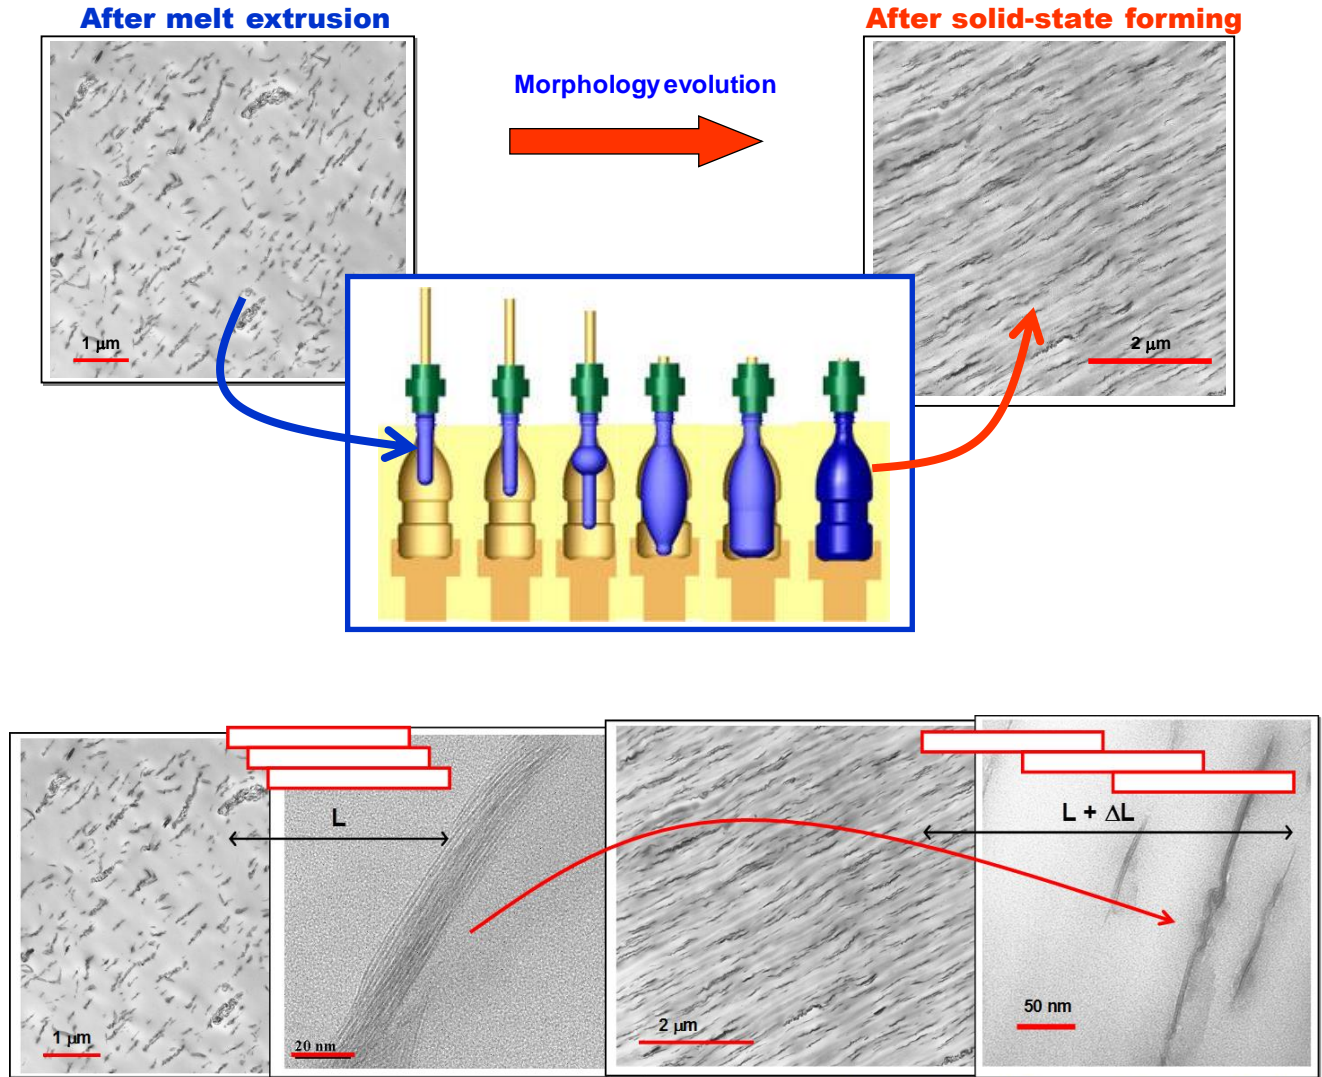 After melt extrusion
After solid-state forming
Morphology evolution
1 μm
2 μm
L
L + ΔL
1 μm
20 nm
2 μm
50 nm